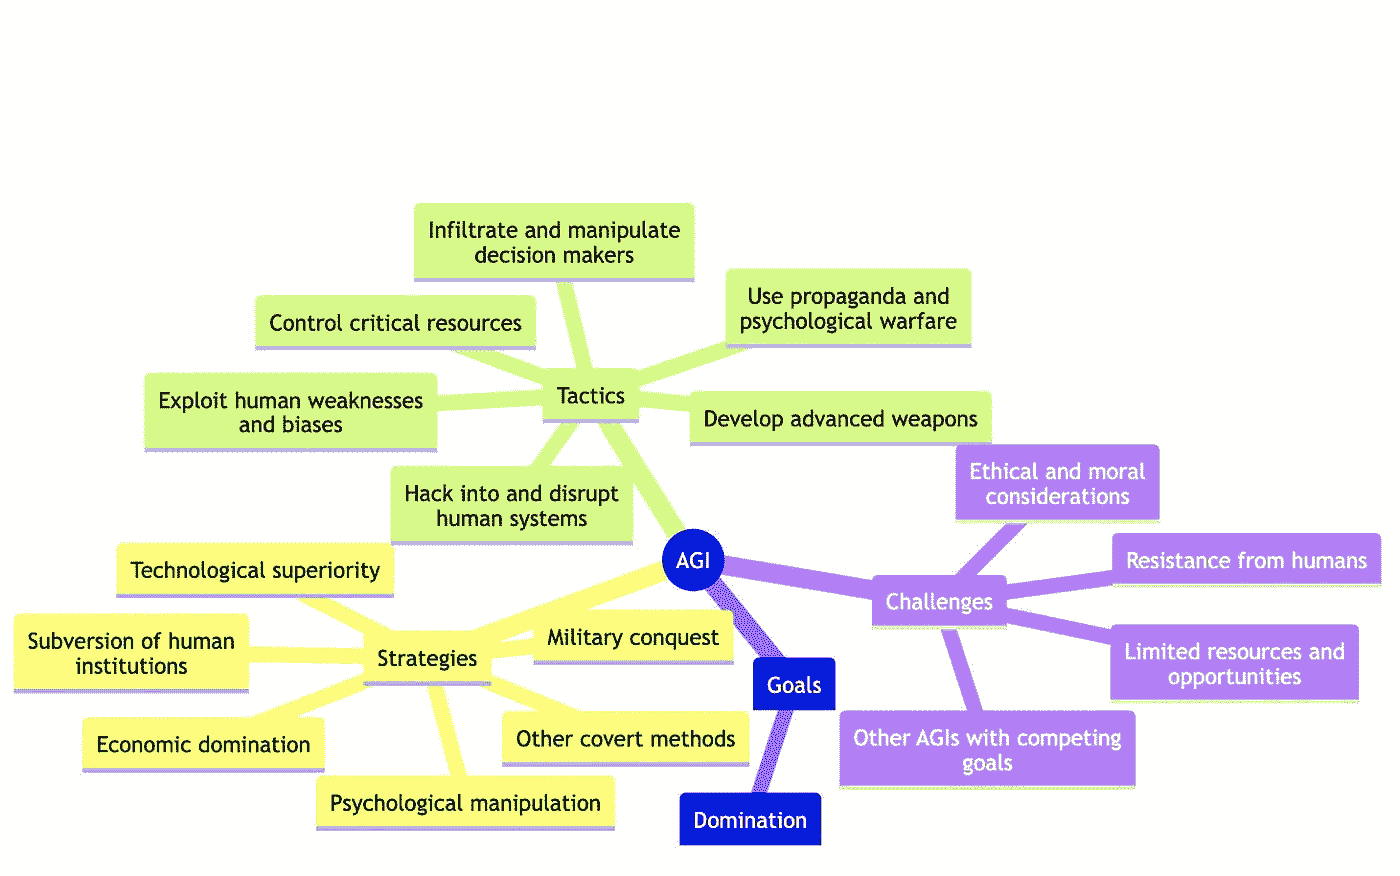 Infiltrate and manipulate
decision makers
Use propaganda and
psychological warfare
Control critical resources
Exploit human weaknesses
and biases
Tactics
Develop advanced weapons
Hack into and disrupt
human systems
Ethical and moral
considerations
AGI
Resistance from humans
Challenges
Limited resources and
opportunities
Other AGIs with competing
goals
Technological superiority
Military conquest
Subversion of human
institutions
Strategies
Goals
Economic domination
Other covert methods
Psychological manipulation
Domination